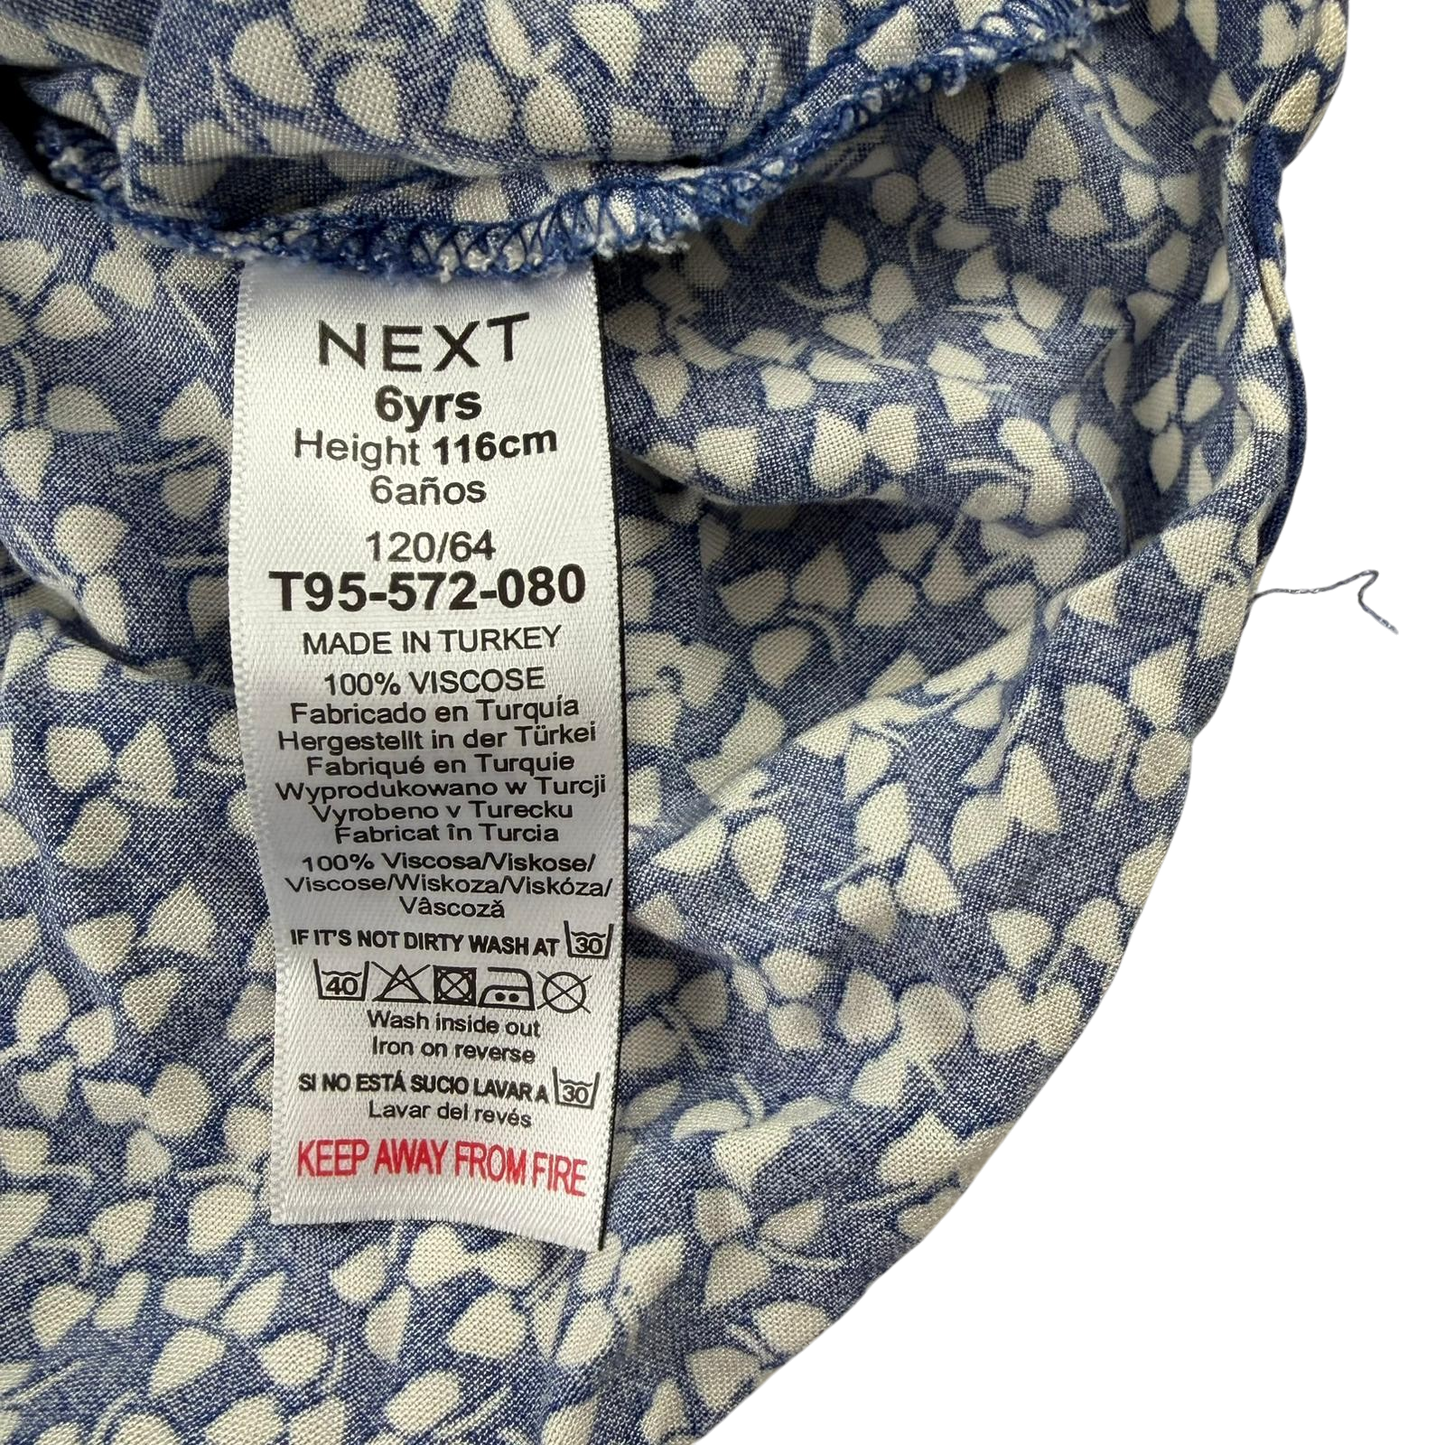 NEXT
6yrs
Height 116cm
6años
120/64
T95-572-080
MADE IN TURKEY
100% VISCOSE
Fabricado en Turquía
Hergestellt in der Türkei
Fabriqué en Turquie
Wyprodukowano w Turcji
Vyrobeno v Turecku
Fabricat în Turcia
100% Viscosa/Viskose/
Viscose/Wiskoza/Viskóza/
Vâscoză
IF IT'S NOT DIRTY WASH AT 30
40
Wash inside out
Iron on reverse
SI NO ESTÁ SUCIO LAVAR A 30
Lavar del revés
KEEP AWAY FROM FIRE